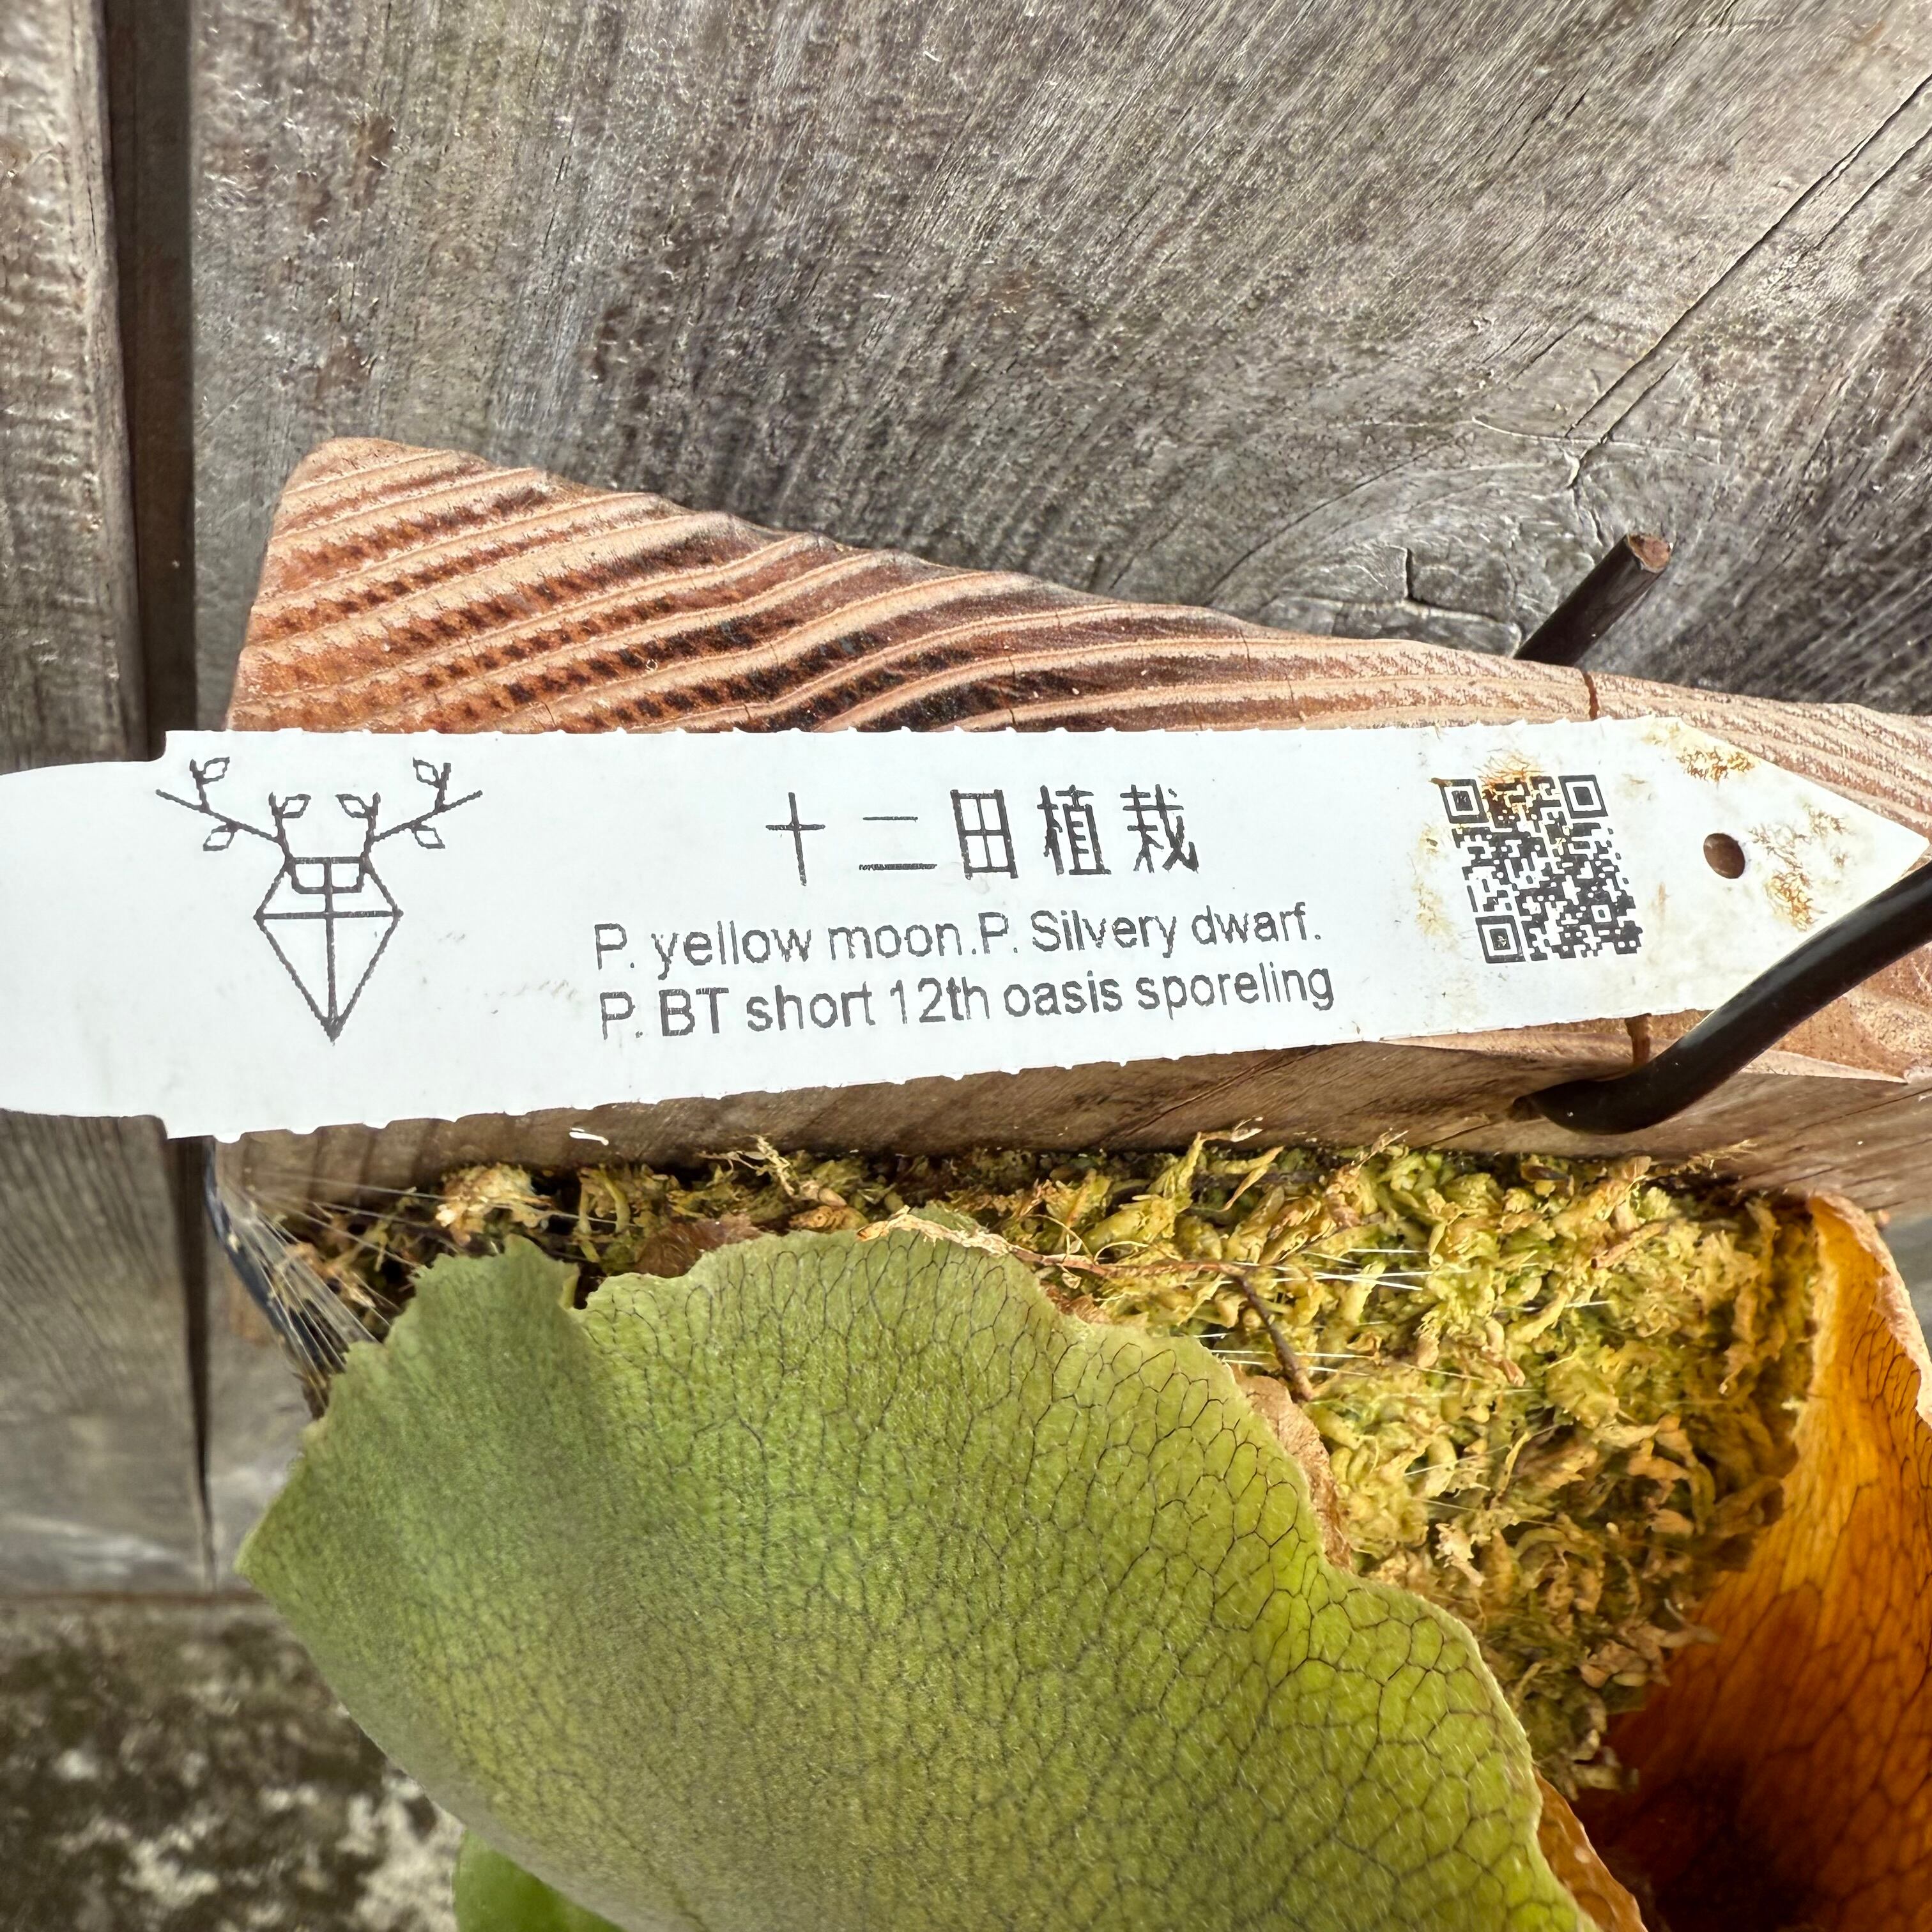 十二田植栽
P. yellow moon.P. Silvery dwarf.
P. BT short 12th oasis sporeling